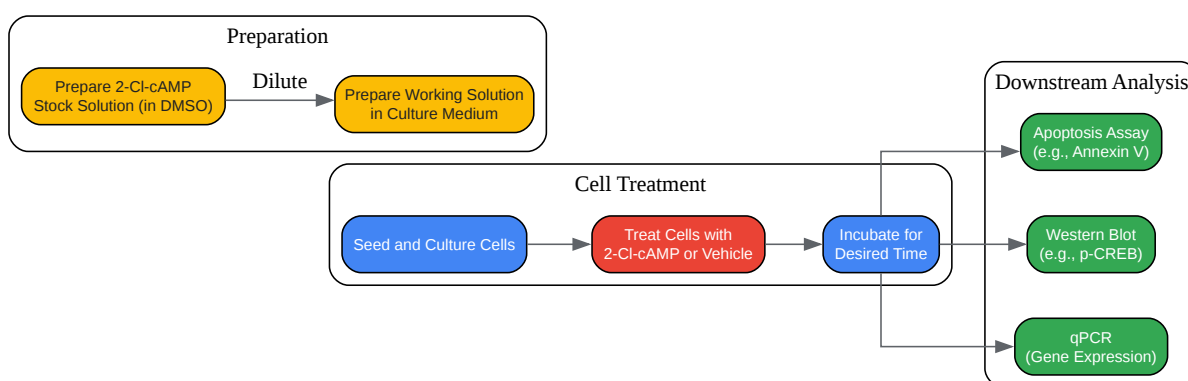 Preparation
Prepare 2-Cl-cAMP
Stock Solution (in DMSO)
Dilute
Prepare Working Solution
in Culture Medium
Cell Treatment
Seed and Culture Cells
Treat Cells with
2-Cl-cAMP or Vehicle
Incubate for
Desired Time
Downstream Analysis
Apoptosis Assay
(e.g., Annexin V)
Western Blot
(e.g., p-CREB)
qPCR
(Gene Expression)